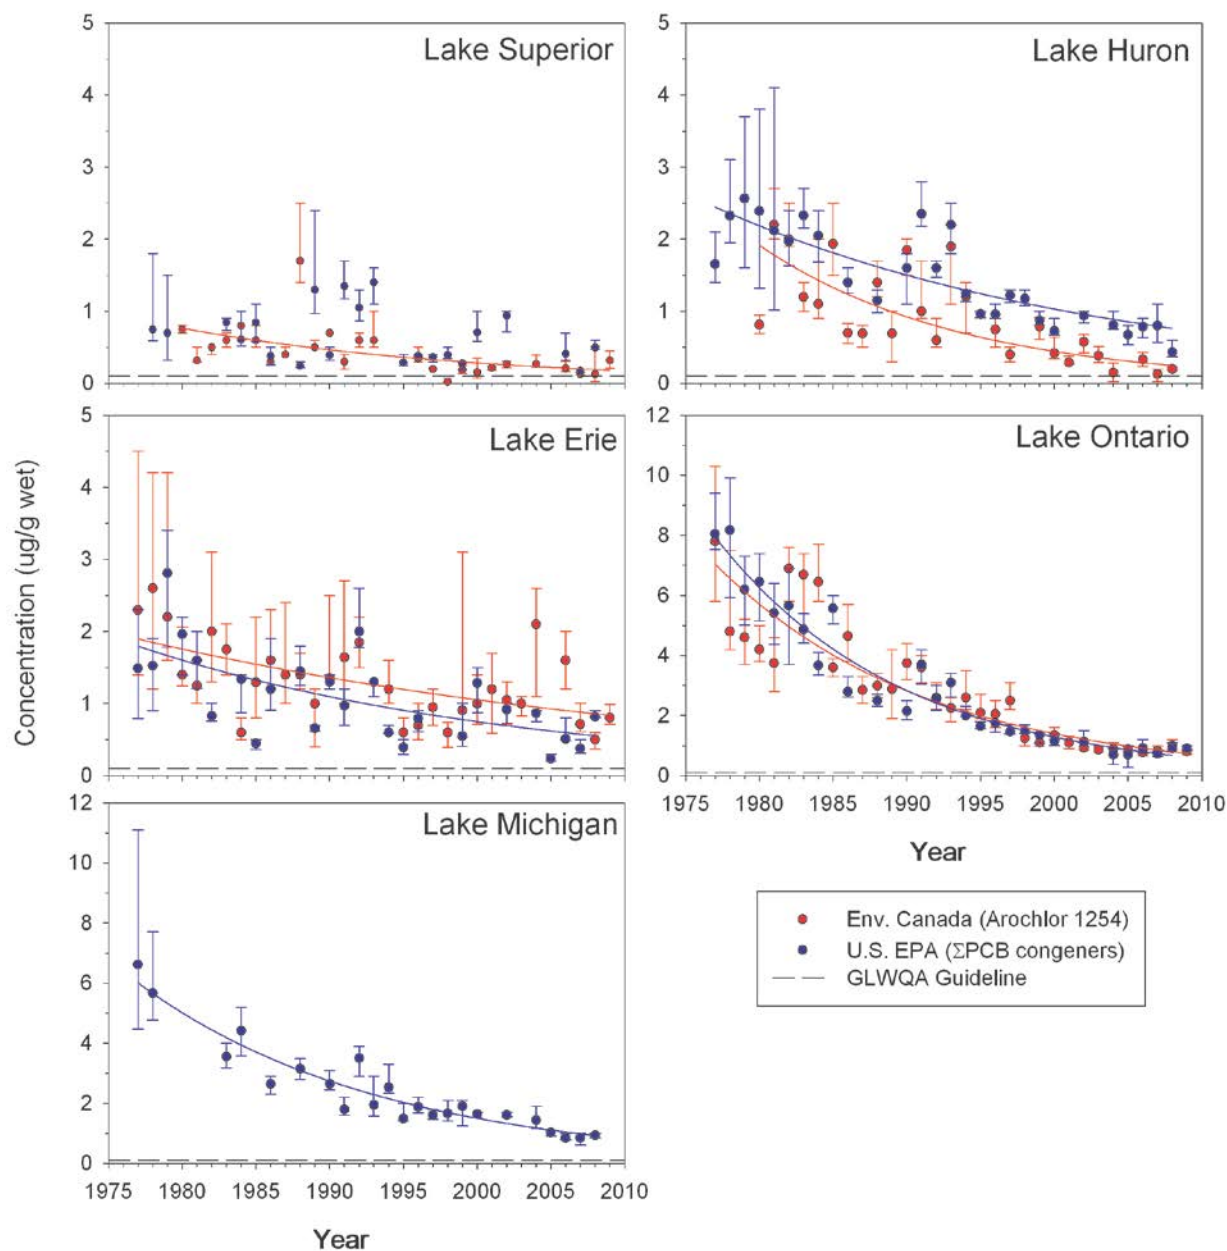 5
4
3
2
1
0
Lake Superior
5
4
3
2
1
0
Lake Huron
Concentration (ug/g wet)
5
4
3
2
1
0
Lake Erie
12
10
8
6
4
2
0
Lake Ontario
1975 1980 1985 1990 1995 2000 2005 2010
Year
12
10
8
6
4
2
0
Lake Michigan
1975 1980 1985 1990 1995 2000 2005 2010
Year
Env. Canada (Arochlor 1254)
U.S. EPA (ΣPCB congeners)
GLWQA Guideline